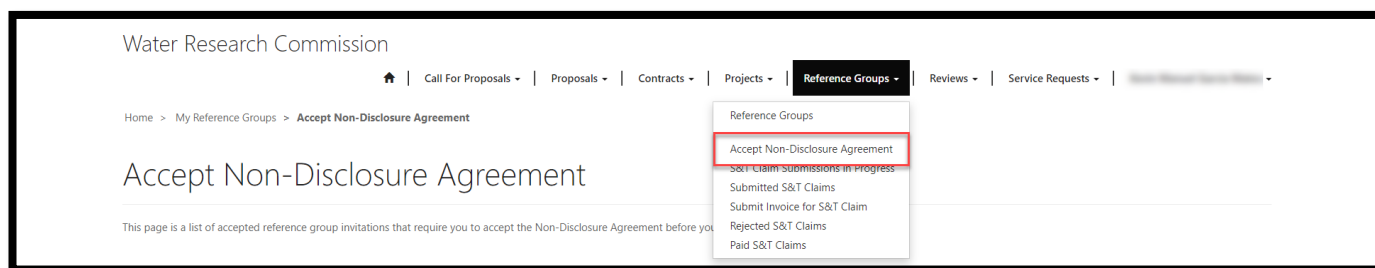 Water Research Commission
Call For Proposals
Proposals
Contracts
Projects
Reference Groups
Reviews
Service Requests
Home > My Reference Groups > Accept Non-Disclosure Agreement
Reference Groups
Accept Non-Disclosure Agreement
S&T Claim Submissions in Progress
Submitted S&T Claims
Submit Invoice for S&T Claim
Rejected S&T Claims
Paid S&T Claims
Accept Non-Disclosure Agreement
This page is a list of accepted reference group invitations that require you to accept the Non-Disclosure Agreement before